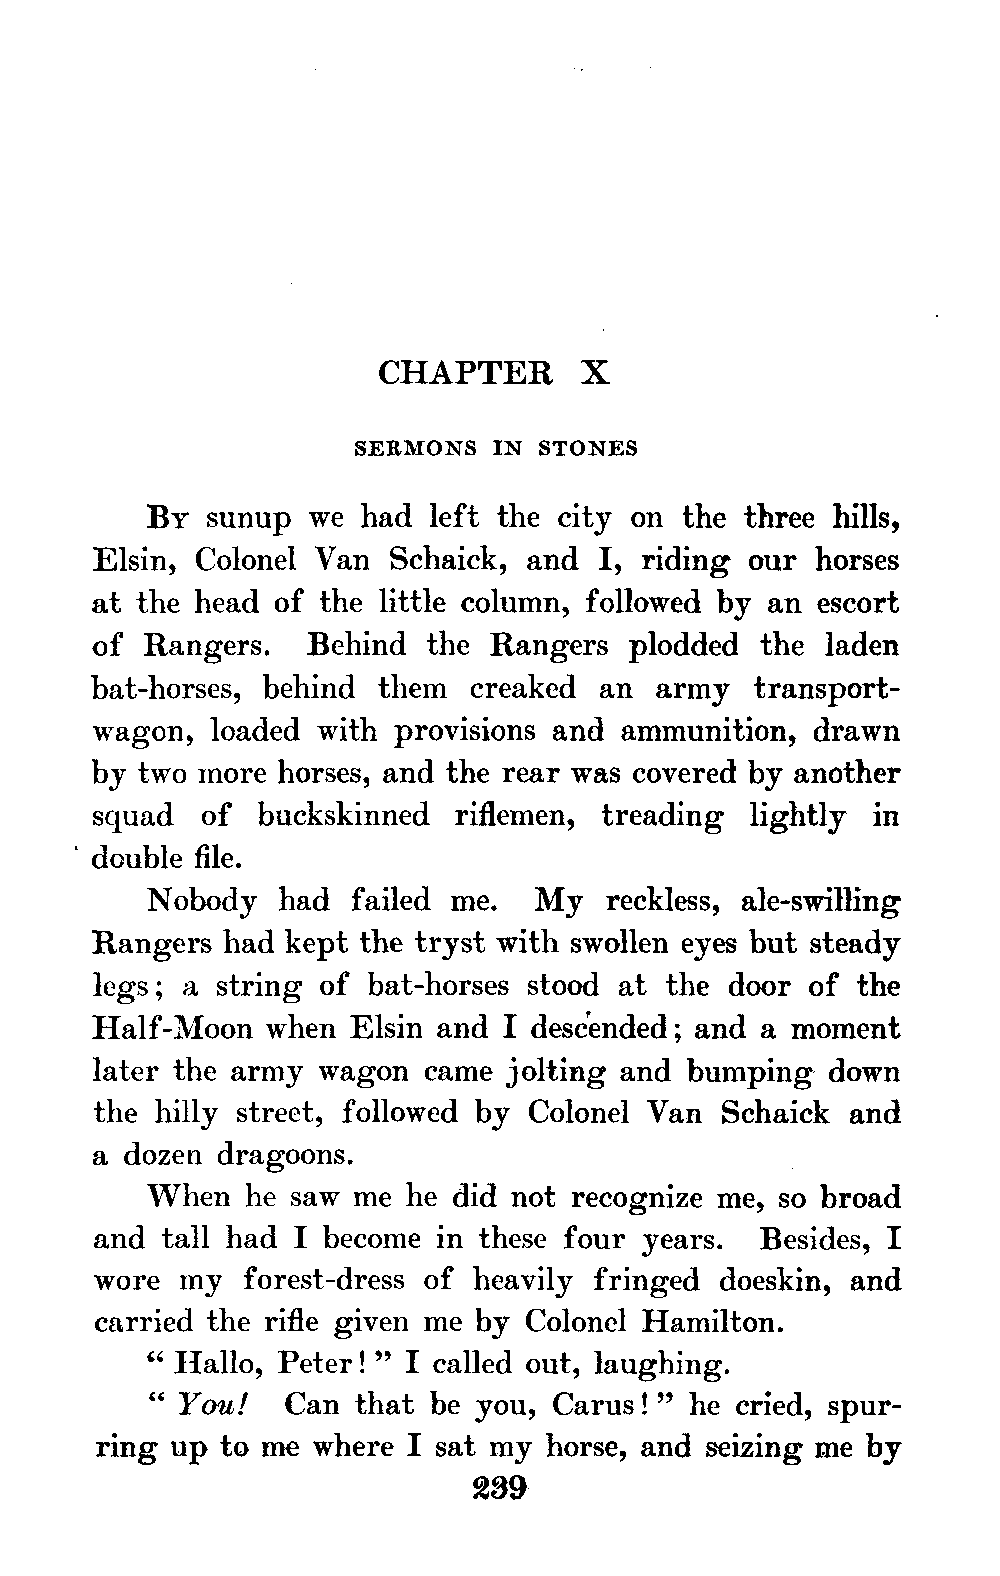 CHAPTER X
SERMONS IN STONES
By sunup we had left the city on the three hills,
Elsin, Colonel Van Schaick, and I, riding our horses
at the head of the little column, followed by an escort
of Rangers. Behind the Rangers plodded the laden
bat-horses, behind them creaked an army transport-
wagon, loaded with provisions and ammunition, drawn
by two more horses, and the rear was covered by another
squad of buckskinned riflemen, treading lightly in
double file.
Nobody had failed me. My reckless, ale-swilling
Rangers had kept the tryst with swollen eyes but steady
legs; a string of bat-horses stood at the door of the
Half-Moon when Elsin and I descended; and a moment
later the army wagon came jolting and bumping down
the hilly street, followed by Colonel Van Schaick and
a dozen dragoons.
When he saw me he did not recognize me, so broad
and tall had I become in these four years. Besides, I
wore my forest-dress of heavily fringed doeskin, and
carried the rifle given me by Colonel Hamilton.
"Hallo, Peter!" I called out, laughing.
"You! Can that be you, Carus!" he cried, spur-
ring up to me where I sat my horse, and seizing me by
239